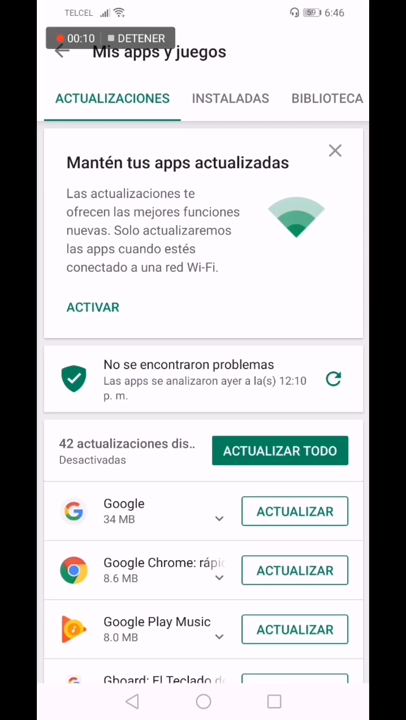 TELCEL 6:46
00:10 DETENER
Mis apps y juegos
ACTUALIZACIONES INSTALADAS BIBLIOTECA
Mantén tus apps actualizadas
Las actualizaciones te
ofrecen las mejores funciones
nuevas. Solo actualizaremos
las apps cuando estés
conectado a una red Wi-Fi.
ACTIVAR
No se encontraron problemas
Las apps se analizaron ayer a la(s) 12:10
p. m.
42 actualizaciones dis.. ACTUALIZAR TODO
Desactivadas
Google
34 MB ACTUALIZAR
Google Chrome: rápi
8.6 MB ACTUALIZAR
Google Play Music
8.0 MB ACTUALIZAR
Gboard: El Teclado de